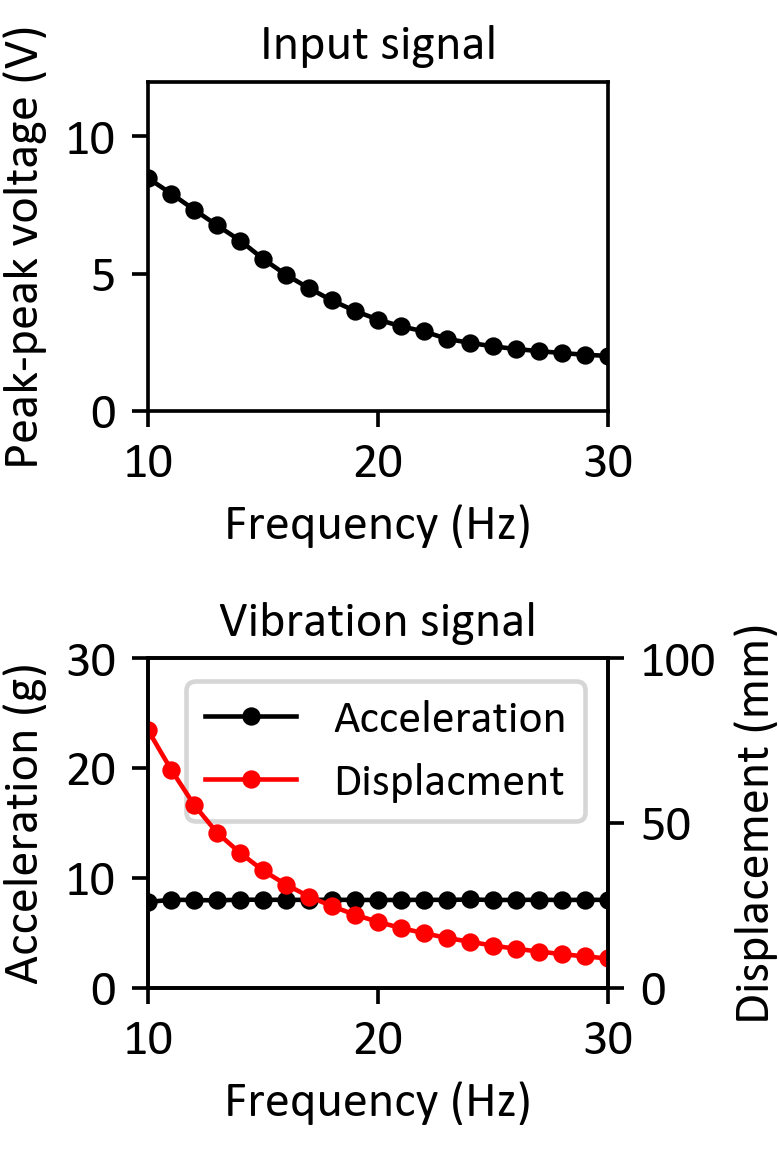 Input signal
Peak-peak voltage (V)
10
5
0
10 20 30
Frequency (Hz)
Vibration signal
Acceleration (g)
30
20
10
0
Acceleration
Displacment
100
50
0
Displacement (mm)
10 20 30
Frequency (Hz)